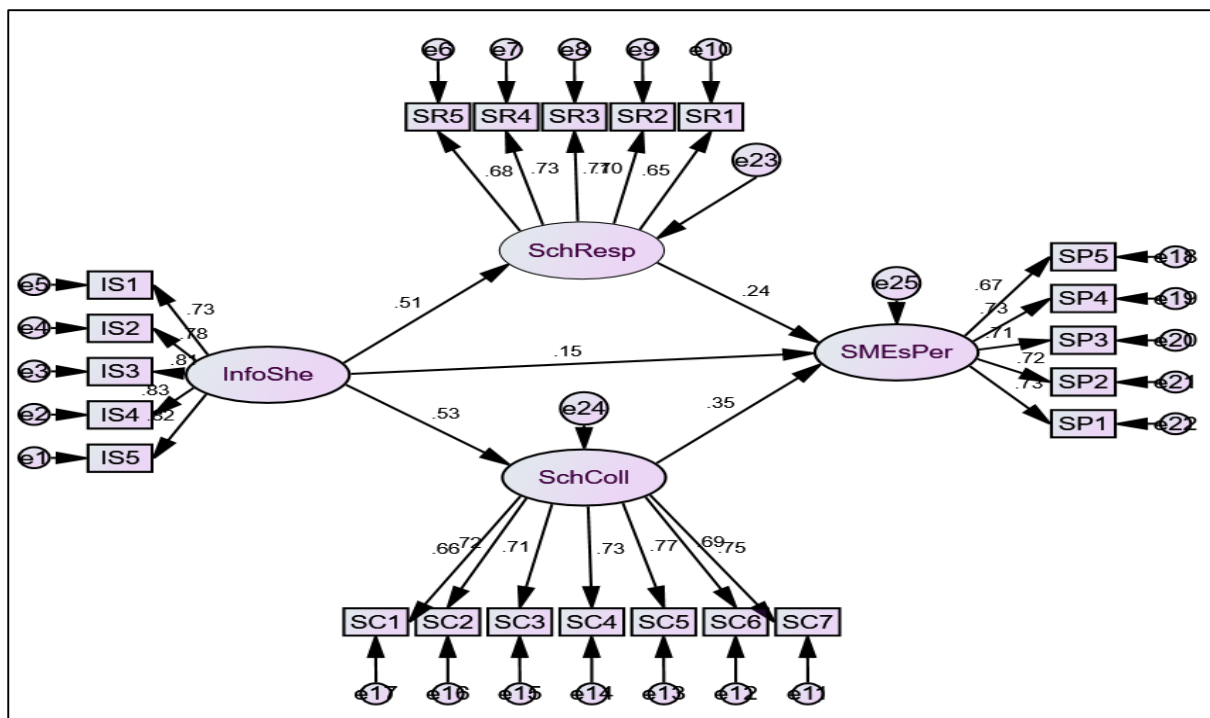 e6 e7 e8 e9 e10
SR5 SR4 SR3 SR2 SR1
.68 .73 .77 .70 .65
e23
SchResp
e5 IS1
e4 IS2
e3 IS3
e2 IS4
e1 IS5
.73
.78
.81
.83
.82
InfoShe
.51
.15
.53
.24
.35
e25
SMEsPer
.67
.73
.71
.72
.73
SP5 e18
SP4 e19
SP3 e20
SP2 e21
SP1 e22
e24
SchColl
.66 .72 .71 .73 .77 .69 .75
SC1 SC2 SC3 SC4 SC5 SC6 SC7
e17 e16 e15 e14 e13 e12 e11